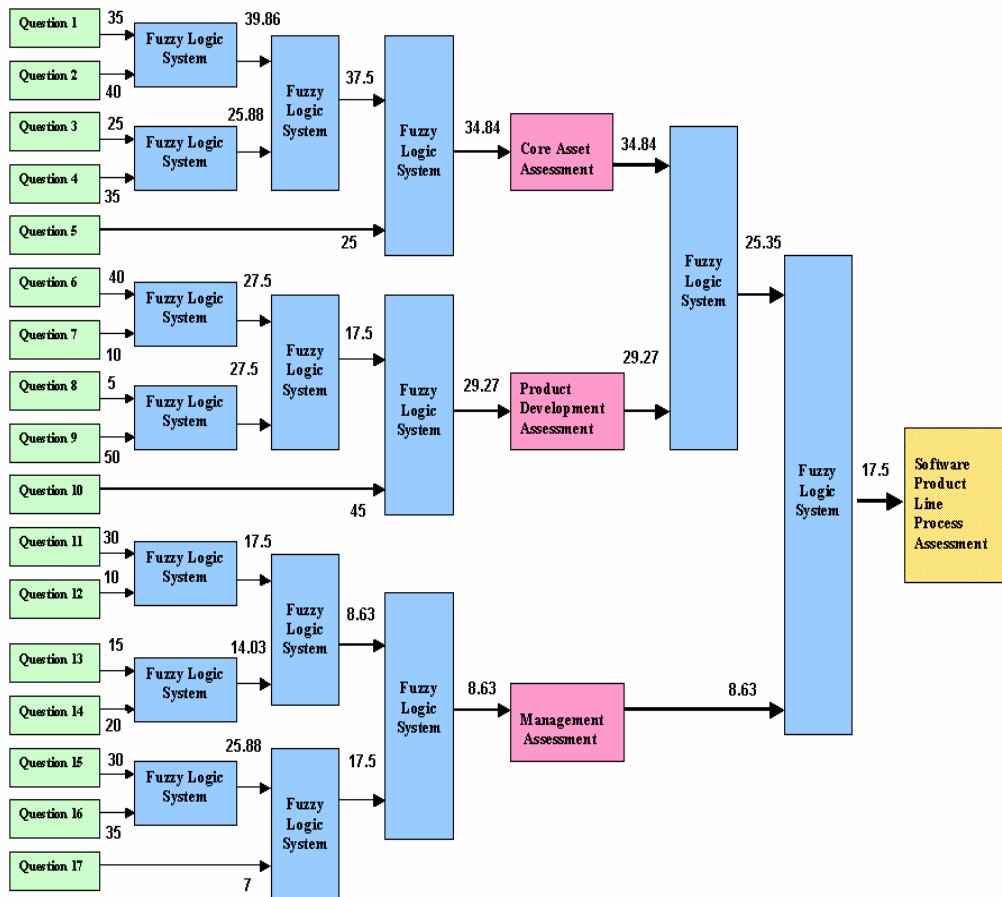 Question 1
35
39.86
Fuzzy Logic
System
Question 2
40
37.5
Fuzzy
Logic
System
Question 3
25
25.88
Fuzzy Logic
System
Question 4
35
Fuzzy
Logic
System
34.84
Core Asset
Assessment
34.84
Question 5
25
Fuzzy
Logic
System
25.35
Question 6
40
27.5
Fuzzy Logic
System
Question 7
10
17.5
Fuzzy
Logic
System
Question 8
5
27.5
Fuzzy Logic
System
Question 9
50
Fuzzy
Logic
System
29.27
Product
Development
Assessment
29.27
Question 10
45
Fuzzy
Logic
System
17.5
Software
Product
Line
Process
Assessment
Question 11
30
17.5
Fuzzy Logic
System
Question 12
10
8.63
Fuzzy
Logic
System
Question 13
15
14.03
Fuzzy Logic
System
Question 14
20
Fuzzy
Logic
System
8.63
Management
Assessment
8.63
Question 15
30
25.88
Fuzzy Logic
System
Question 16
35
17.5
Fuzzy
Logic
System
Question 17
7